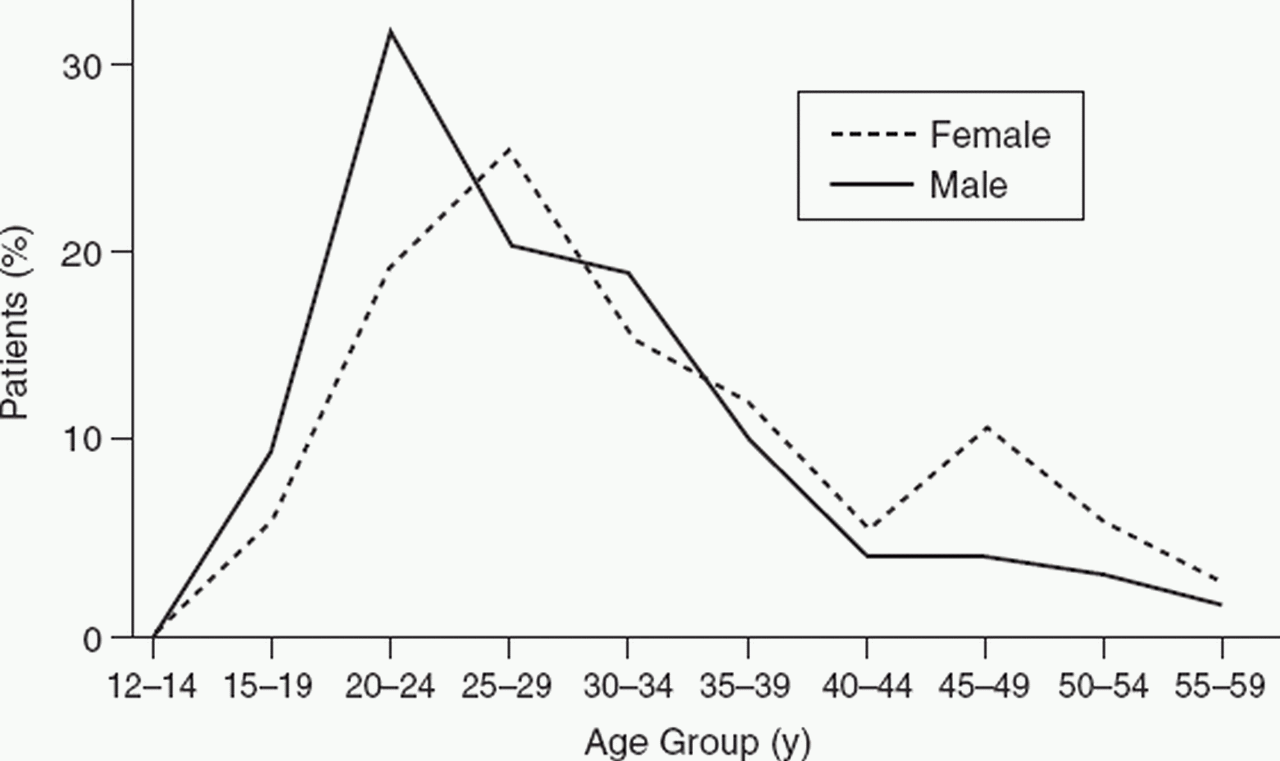 30
20
10
0
Patients (%)
Female
Male
12–14 15–19 20–24 25–29 30–34 35–39 40–44 45–49 50–54 55–59
Age Group (y)